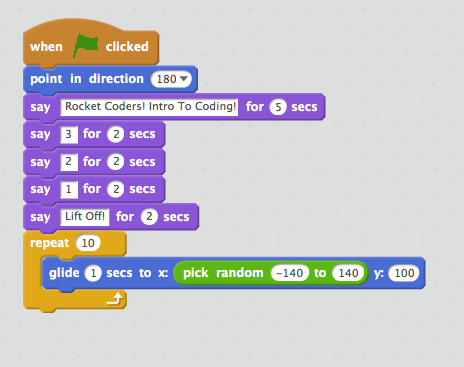 when clicked
point in direction 180
say Rocket Coders! Intro To Coding! for 5 secs
say 3 for 2 secs
say 2 for 2 secs
say 1 for 2 secs
say Lift Off! for 2 secs
repeat 10
glide 1 secs to x: pick random -140 to 140 y: 100